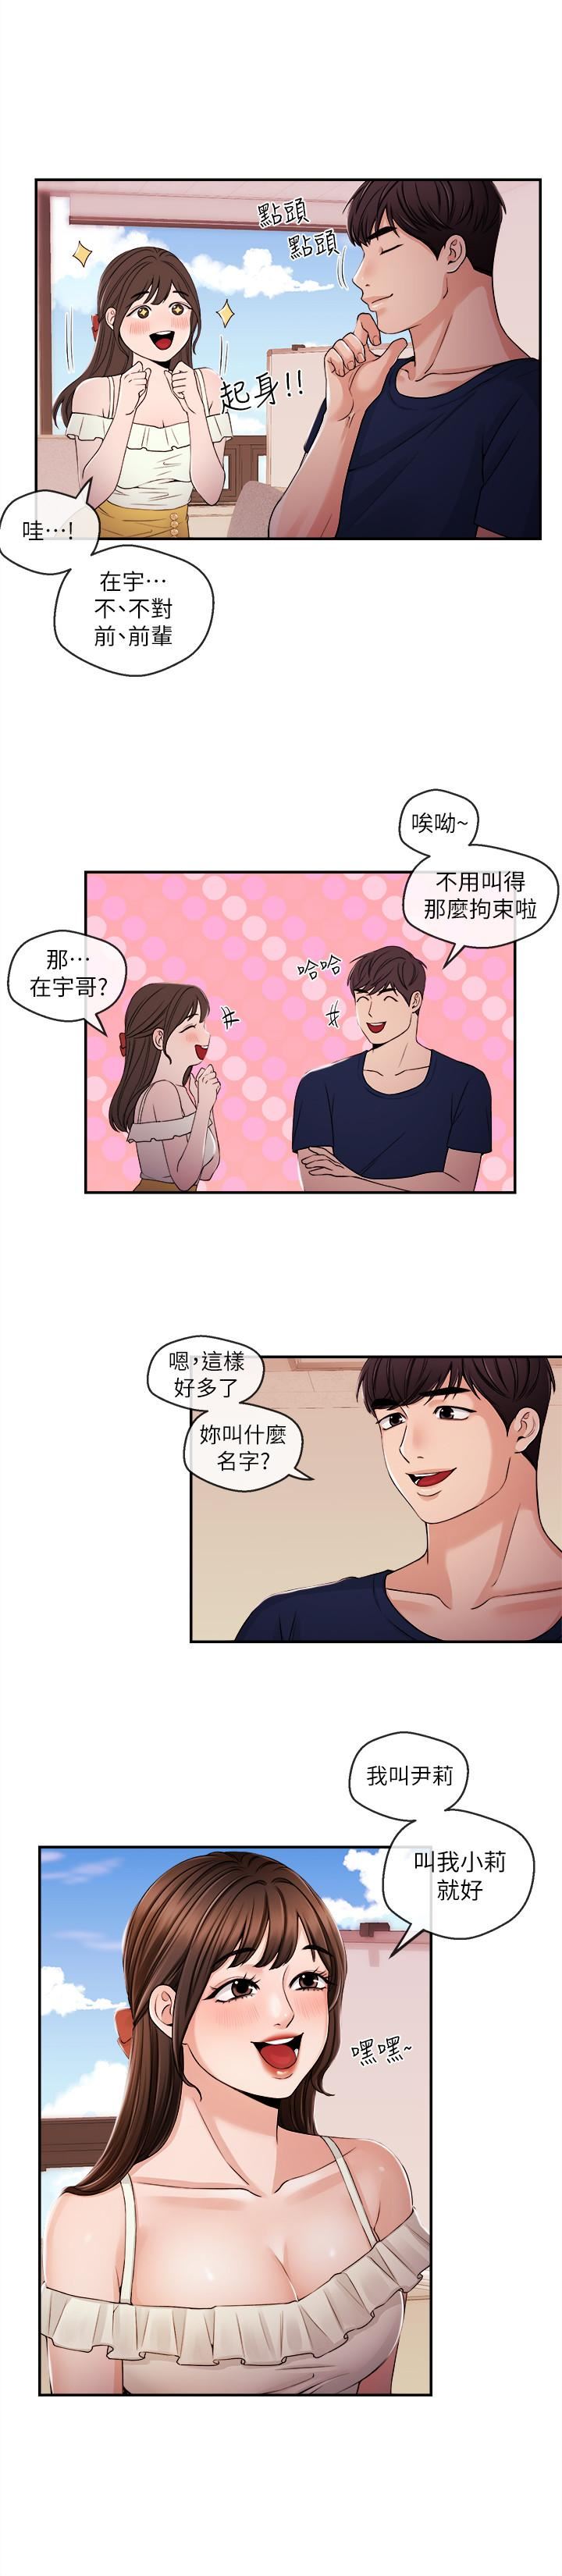 點頭
點頭
起身!!
哇⋯!
在宇⋯
不、不對
前、前輩
唉呦~
不用叫得
那麼拘束啦
那⋯
在宇哥?
哈哈
嗯,這樣
好多了
妳叫什麼
名字?
我叫尹莉
叫我小莉
就好
嘿嘿~